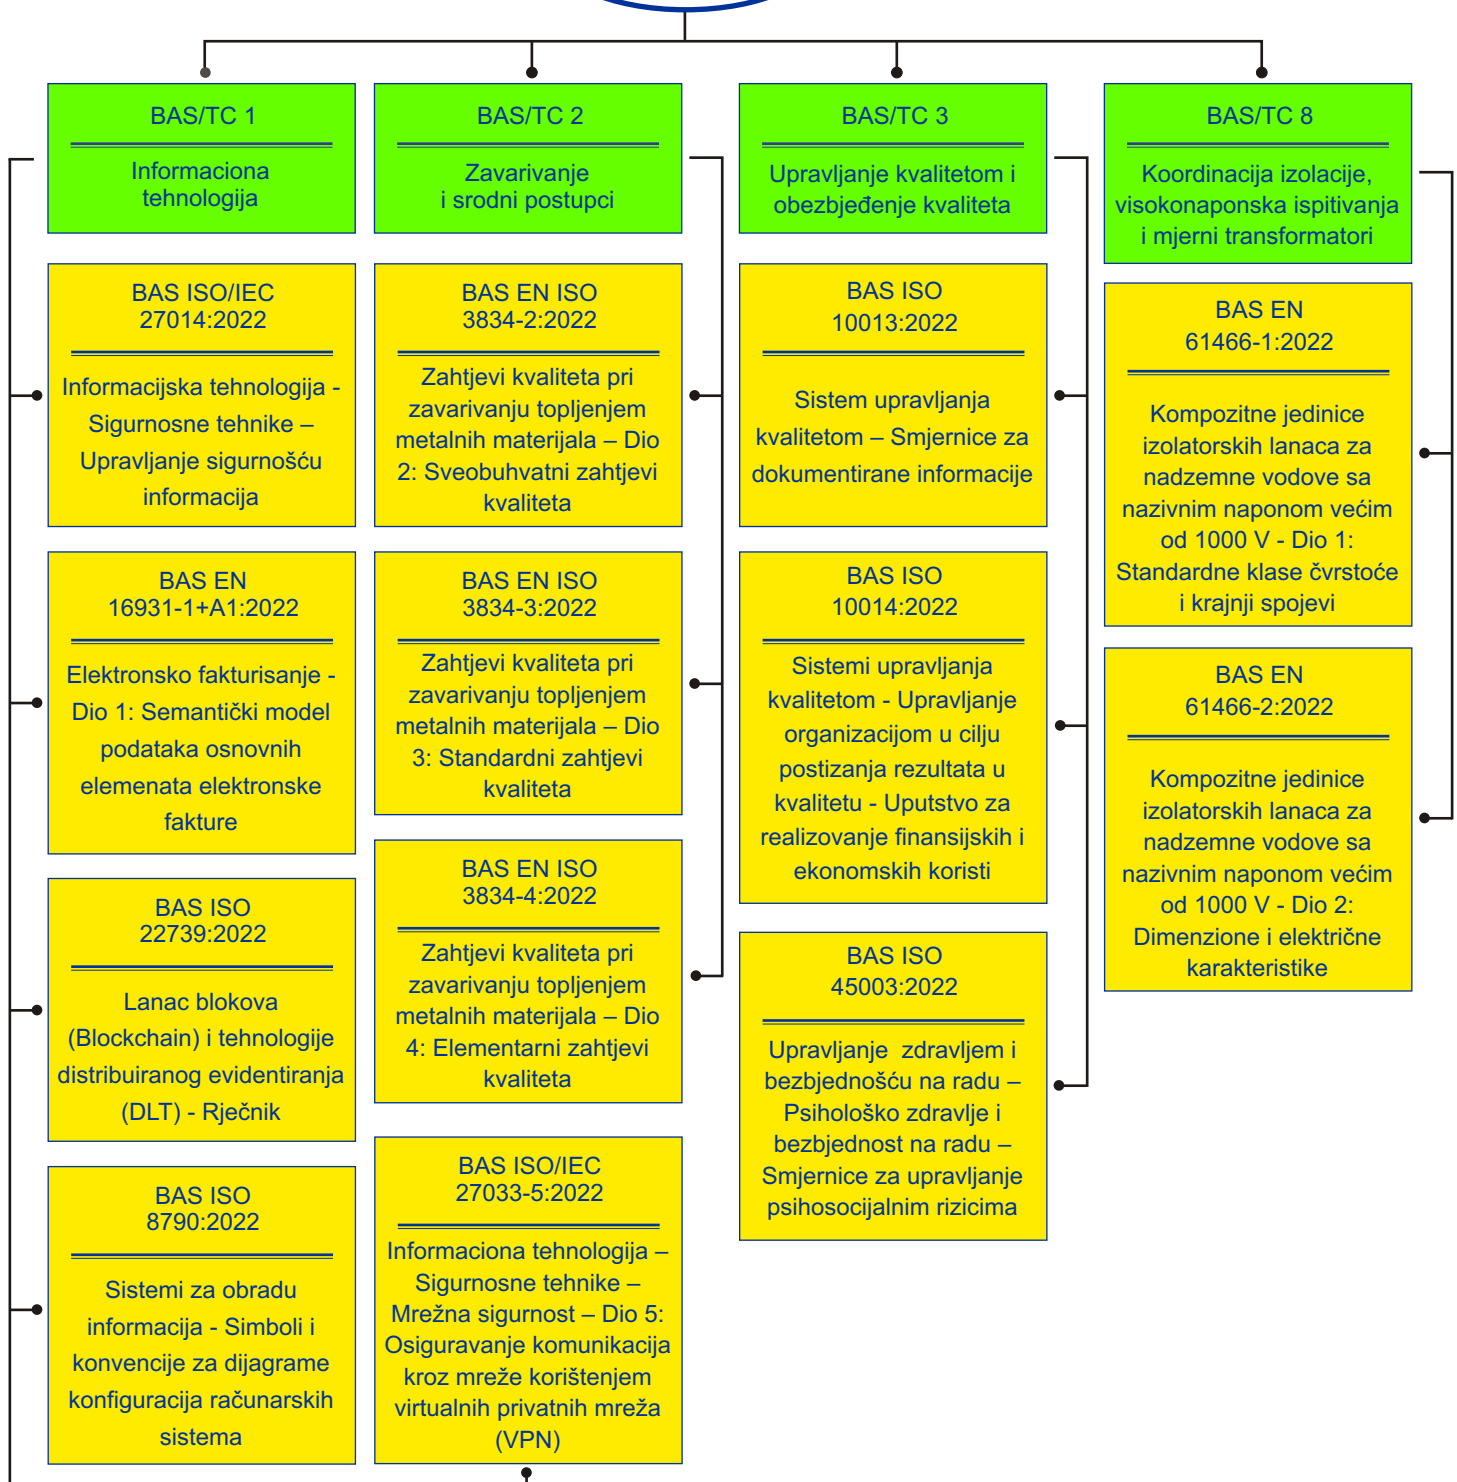 BAS/TC 1
Informaciona
tehnologija
BAS ISO/IEC
27014:2022
Informacijska tehnologija -
Sigurnosne tehnike –
Upravljanje sigurnošću
informacija
BAS EN
16931-1+A1:2022
Elektronsko fakturisanje -
Dio 1: Semantički model
podataka osnovnih
elemenata elektronske
fakture
BAS ISO
22739:2022
Lanac blokova
(Blockchain) i tehnologije
distribuiranog evidentiranja
(DLT) - Rječnik
BAS ISO
8790:2022
Sistemi za obradu
informacija - Simboli i
konvencije za dijagrame
konfiguracija računarskih
sistema
BAS/TC 2
Zavarivanje
i srodni postupci
BAS EN ISO
3834-2:2022
Zahtjevi kvaliteta pri
zavarivanju topljenjem
metalnih materijala – Dio
2: Sveobuhvatni zahtjevi
kvaliteta
BAS EN ISO
3834-3:2022
Zahtjevi kvaliteta pri
zavarivanju topljenjem
metalnih materijala – Dio
3: Standardni zahtjevi
kvaliteta
BAS EN ISO
3834-4:2022
Zahtjevi kvaliteta pri
zavarivanju topljenjem
metalnih materijala – Dio
4: Elementarni zahtjevi
kvaliteta
BAS ISO/IEC
27033-5:2022
Informaciona tehnologija –
Sigurnosne tehnike –
Mrežna sigurnost – Dio 5:
Osiguravanje komunikacija
kroz mreže korištenjem
virtualnih privatnih mreža
(VPN)
BAS/TC 3
Upravljanje kvalitetom i
obezbjeđenje kvaliteta
BAS ISO
10013:2022
Sistem upravljanja
kvalitetom – Smjernice za
dokumentirane informacije
BAS ISO
10014:2022
Sistemi upravljanja
kvalitetom - Upravljanje
organizacijom u cilju
postizanja rezultata u
kvalitetu - Uputstvo za
realizovanje finansijskih i
ekonomskih koristi
BAS ISO
45003:2022
Upravljanje zdravljem i
bezbjednošću na radu –
Psihološko zdravlje i
bezbjednost na radu –
Smjernice za upravljanje
psihosocijalnim rizicima
BAS/TC 8
Koordinacija izolacije,
visokonaponska ispitivanja
i mjerni transformatori
BAS EN
61466-1:2022
Kompozitne jedinice
izolatorskih lanaca za
nadzemne vodove sa
nazivnim naponom većim
od 1000 V - Dio 1:
Standardne klase čvrstoće
i krajnji spojevi
BAS EN
61466-2:2022
Kompozitne jedinice
izolatorskih lanaca za
nadzemne vodove sa
nazivnim naponom većim
od 1000 V - Dio 2:
Dimenzione i električne
karakteristike